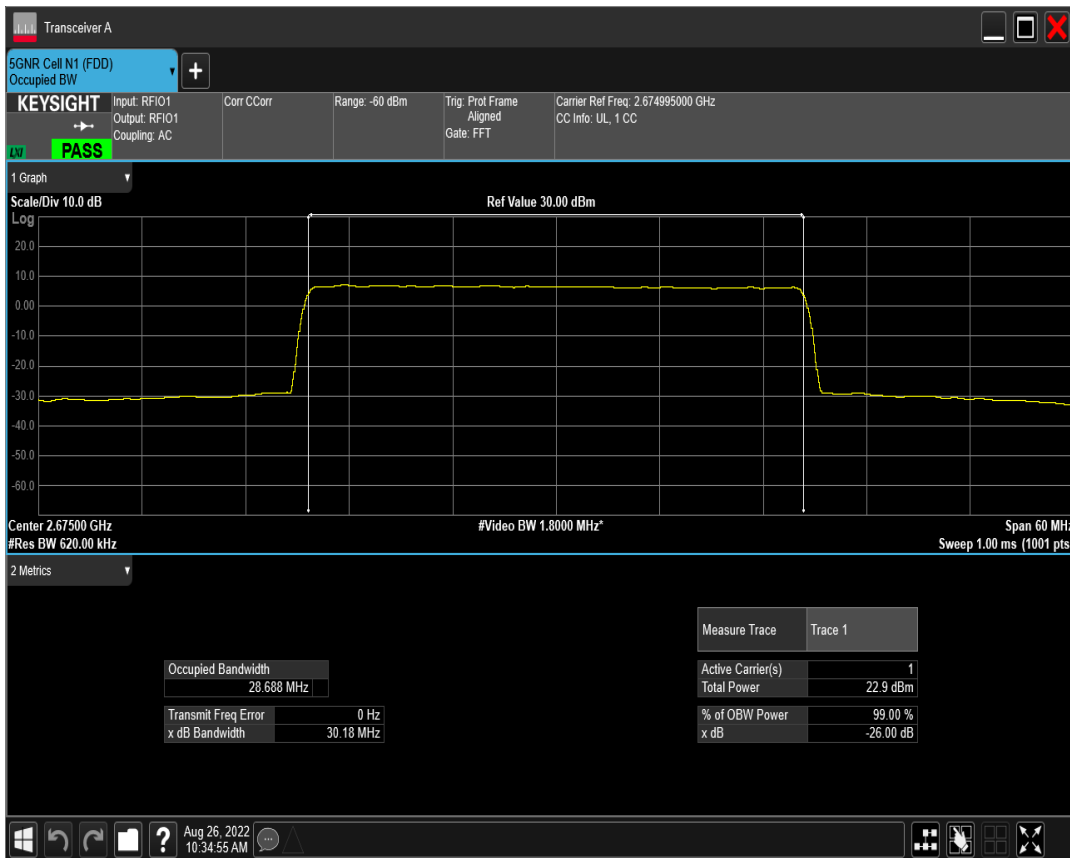 Transceiver A
5GNR Cell N1 (FDD)
Occupied BW
+
KEYSIGHT
LXI
PASS
Input: RFIO1
Output: RFIO1
Coupling: AC
Corr CCorr
Range: -60 dBm
Trig: Prot Frame
Aligned
Gate: FFT
Carrier Ref Freq: 2.674995000 GHz
CC Info: UL, 1 CC
1 Graph
Scale/Div 10.0 dB
Ref Value 30.00 dBm
Log
20.0
10.0
0.00
-10.0
-20.0
-30.0
-40.0
-50.0
-60.0
Center 2.67500 GHz
#Video BW 1.8000 MHz*
Span 60 MHz
#Res BW 620.00 kHz
Sweep 1.00 ms (1001 pts
2 Metrics
Measure Trace Trace 1
Occupied Bandwidth
28.688 MHz
Active Carrier(s) 1
Total Power 22.9 dBm
Transmit Freq Error 0 Hz
x dB Bandwidth 30.18 MHz
% of OBW Power 99.00 %
x dB -26.00 dB
?
Aug 26, 2022
10:34:55 AM